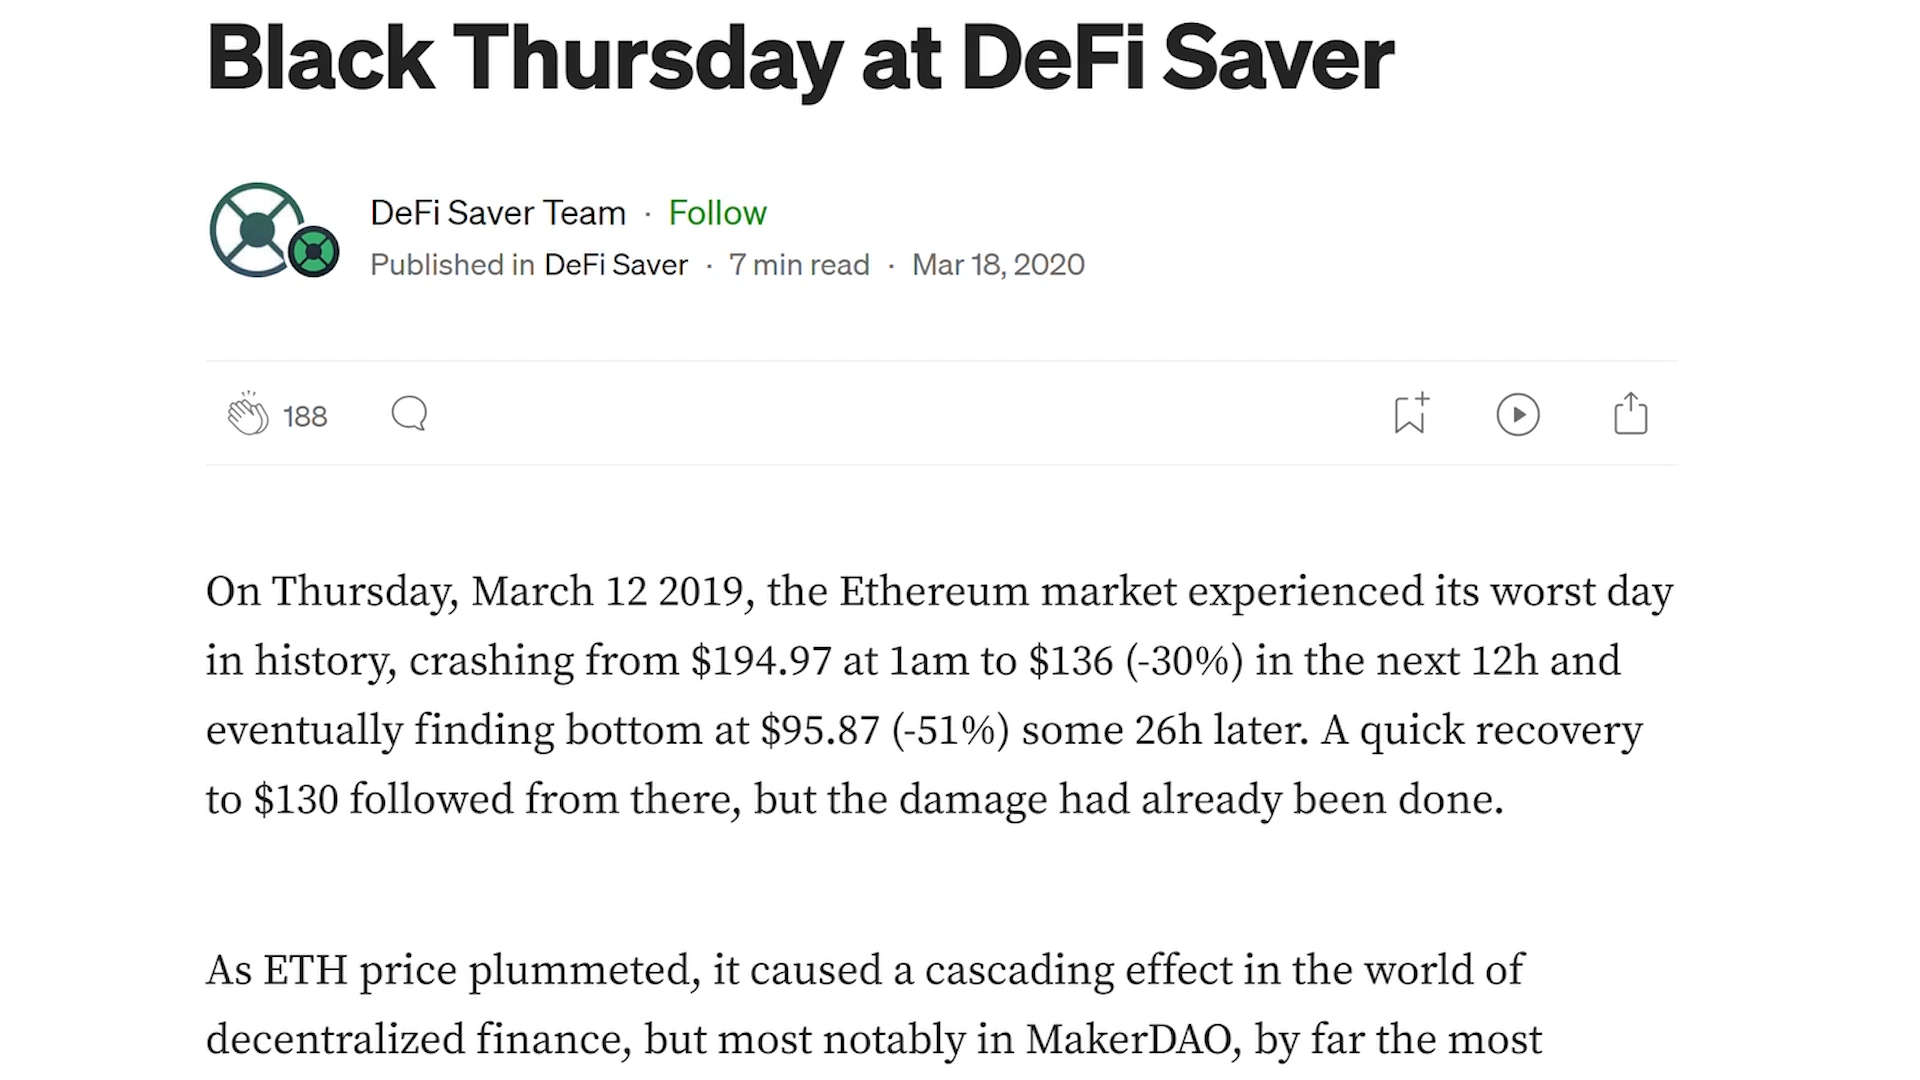 Black Thursday at DeFi Saver
DeFi Saver Team · Follow
Published in DeFi Saver · 7 min read · Mar 18, 2020
188
On Thursday, March 12 2019, the Ethereum market experienced its worst day
in history, crashing from $194.97 at 1am to $136 (-30%) in the next 12h and
eventually finding bottom at $95.87 (-51%) some 26h later. A quick recovery
to $130 followed from there, but the damage had already been done.
As ETH price plummeted, it caused a cascading effect in the world of
decentralized finance, but most notably in MakerDAO, by far the most